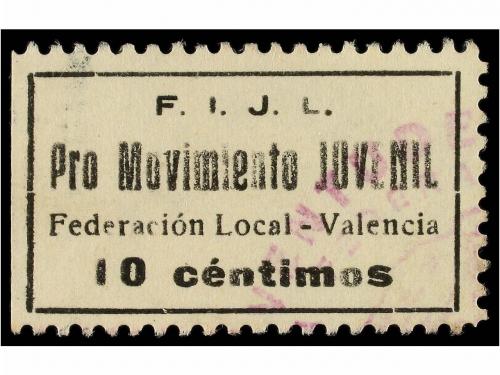 F. I. J. L.
Pro Movimiento JUVENIL
Federación Local - Valencia
10 céntimos